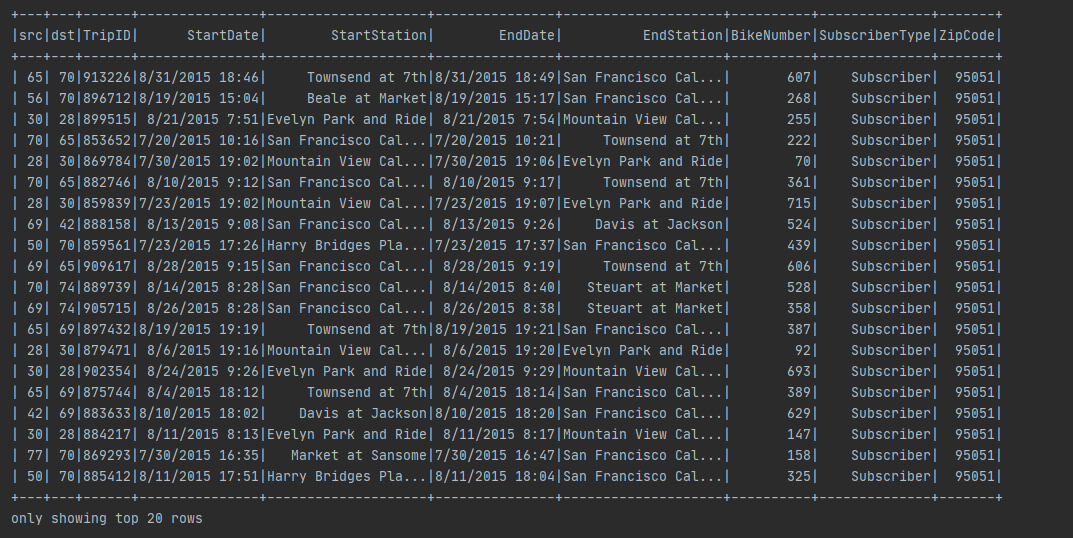 +---+---+------+---------------+--------------------+---------------+--------------------+----------+--------------+-------+
|src|dst|TripID|      StartDate|        StartStation|        EndDate|          EndStation|BikeNumber|SubscriberType|ZipCode|
+---+---+------+---------------+--------------------+---------------+--------------------+----------+--------------+-------+
| 65| 70|913226|8/31/2015 18:46|     Townsend at 7th|8/31/2015 18:49|San Francisco Cal...|       607|    Subscriber|  95051|
| 56| 70|896712|8/19/2015 15:04|     Beale at Market|8/19/2015 15:17|San Francisco Cal...|       268|    Subscriber|  95051|
| 30| 28|899515| 8/21/2015 7:51|Evelyn Park and Ride| 8/21/2015 7:54|Mountain View Cal...|       255|    Subscriber|  95051|
| 70| 65|853652|7/20/2015 10:16|San Francisco Cal...|7/20/2015 10:21|     Townsend at 7th|       222|    Subscriber|  95051|
| 28| 30|869784|7/30/2015 19:02|Mountain View Cal...|7/30/2015 19:06|Evelyn Park and Ride|        70|    Subscriber|  95051|
| 70| 65|882746| 8/10/2015 9:12|San Francisco Cal...| 8/10/2015 9:17|     Townsend at 7th|       361|    Subscriber|  95051|
| 28| 30|859839|7/23/2015 19:02|Mountain View Cal...|7/23/2015 19:07|Evelyn Park and Ride|       715|    Subscriber|  95051|
| 69| 42|888158| 8/13/2015 9:08|San Francisco Cal...| 8/13/2015 9:26|    Davis at Jackson|       524|    Subscriber|  95051|
| 50| 70|859561|7/23/2015 17:26|Harry Bridges Pla...|7/23/2015 17:37|San Francisco Cal...|       439|    Subscriber|  95051|
| 69| 65|909617| 8/28/2015 9:15|San Francisco Cal...| 8/28/2015 9:19|     Townsend at 7th|       606|    Subscriber|  95051|
| 70| 74|889739| 8/14/2015 8:28|San Francisco Cal...| 8/14/2015 8:40|   Steuart at Market|       528|    Subscriber|  95051|
| 69| 74|905715| 8/26/2015 8:28|San Francisco Cal...| 8/26/2015 8:38|   Steuart at Market|       358|    Subscriber|  95051|
| 65| 69|897432|8/19/2015 19:19|     Townsend at 7th|8/19/2015 19:21|San Francisco Cal...|       387|    Subscriber|  95051|
| 28| 30|879471| 8/6/2015 19:16|Mountain View Cal...| 8/6/2015 19:20|Evelyn Park and Ride|        92|    Subscriber|  95051|
| 30| 28|902354| 8/24/2015 9:26|Evelyn Park and Ride| 8/24/2015 9:29|Mountain View Cal...|       693|    Subscriber|  95051|
| 65| 69|875744| 8/4/2015 18:12|     Townsend at 7th| 8/4/2015 18:14|San Francisco Cal...|       389|    Subscriber|  95051|
| 42| 69|883633|8/10/2015 18:02|    Davis at Jackson|8/10/2015 18:20|San Francisco Cal...|       629|    Subscriber|  95051|
| 30| 28|884217| 8/11/2015 8:13|Evelyn Park and Ride| 8/11/2015 8:17|Mountain View Cal...|       147|    Subscriber|  95051|
| 77| 70|869293|7/30/2015 16:35|   Market at Sansome|7/30/2015 16:47|San Francisco Cal...|       158|    Subscriber|  95051|
| 50| 70|885412|8/11/2015 17:51|Harry Bridges Pla...|8/11/2015 18:04|San Francisco Cal...|       325|    Subscriber|  95051|
+---+---+------+---------------+--------------------+---------------+--------------------+----------+--------------+-------+
only showing top 20 rows